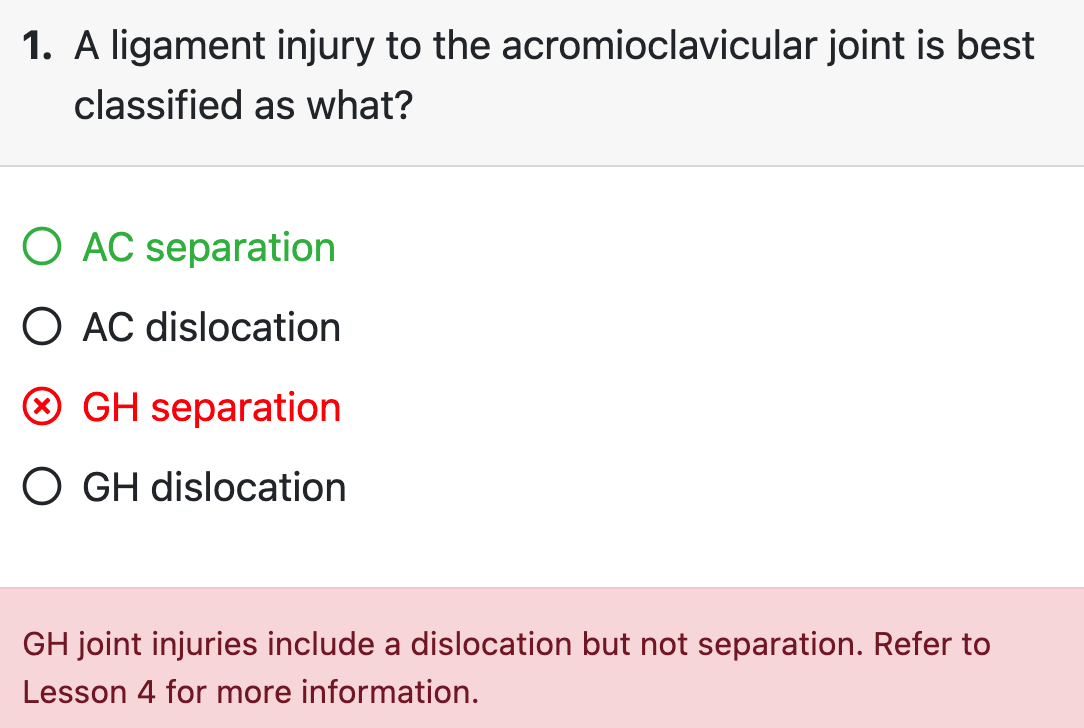 1. A ligament injury to the acromioclavicular joint is best
classified as what?
AC separation
AC dislocation
GH separation
GH dislocation
GH joint injuries include a dislocation but not separation. Refer to
Lesson 4 for more information.